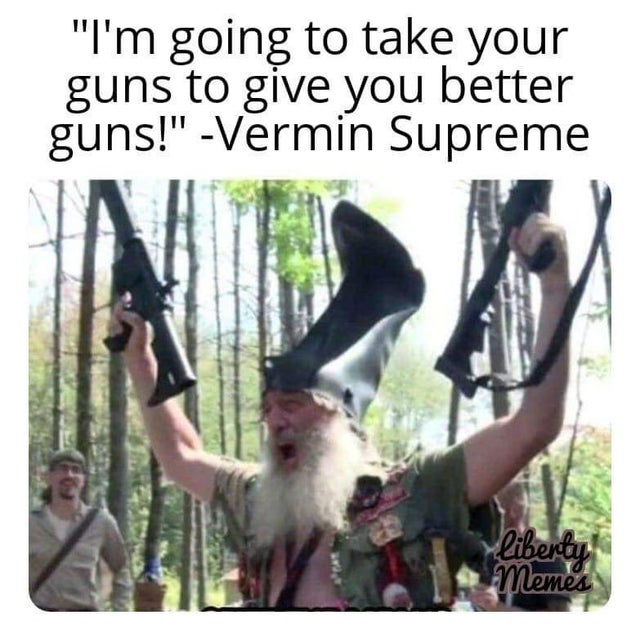 "I'm going to take your
guns to give you better
guns!" -Vermin Supreme
Liberty
Memes